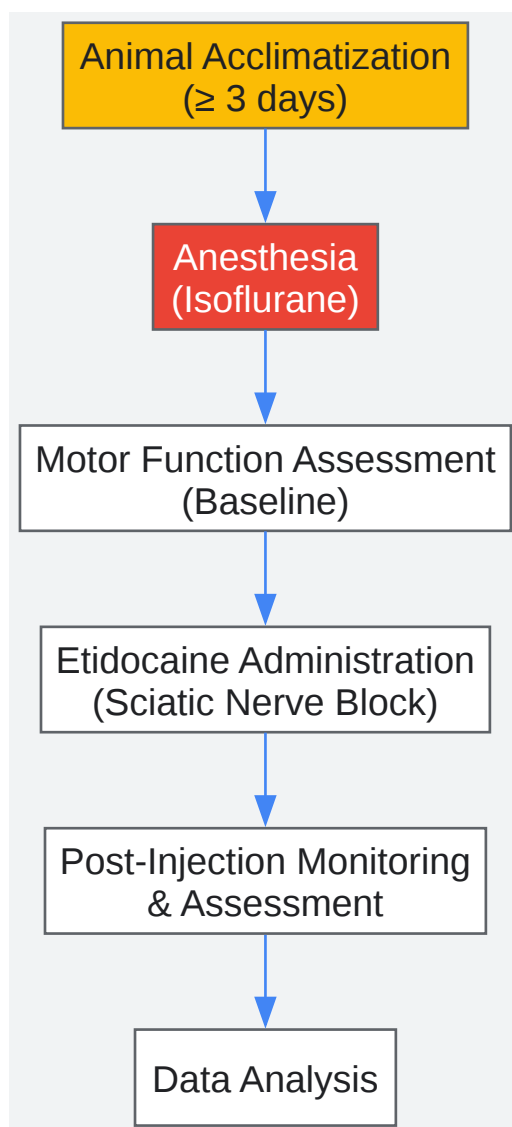 Animal Acclimatization
(≥ 3 days)
Anesthesia
(Isoflurane)
Motor Function Assessment
(Baseline)
Etidocaine Administration
(Sciatic Nerve Block)
Post-Injection Monitoring
& Assessment
Data Analysis